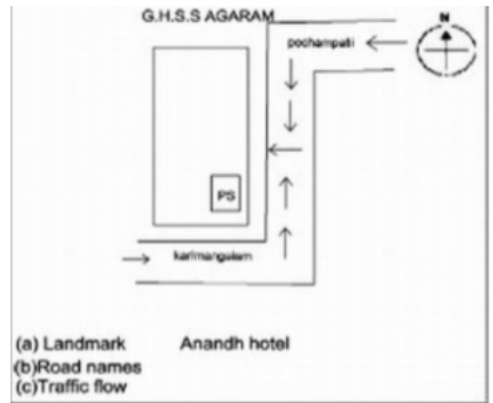 G.H.S.S AGARAM
N
pochampati
PS
karimangalam
(a) Landmark Anandh hotel
(b)Road names
(c)Traffic flow